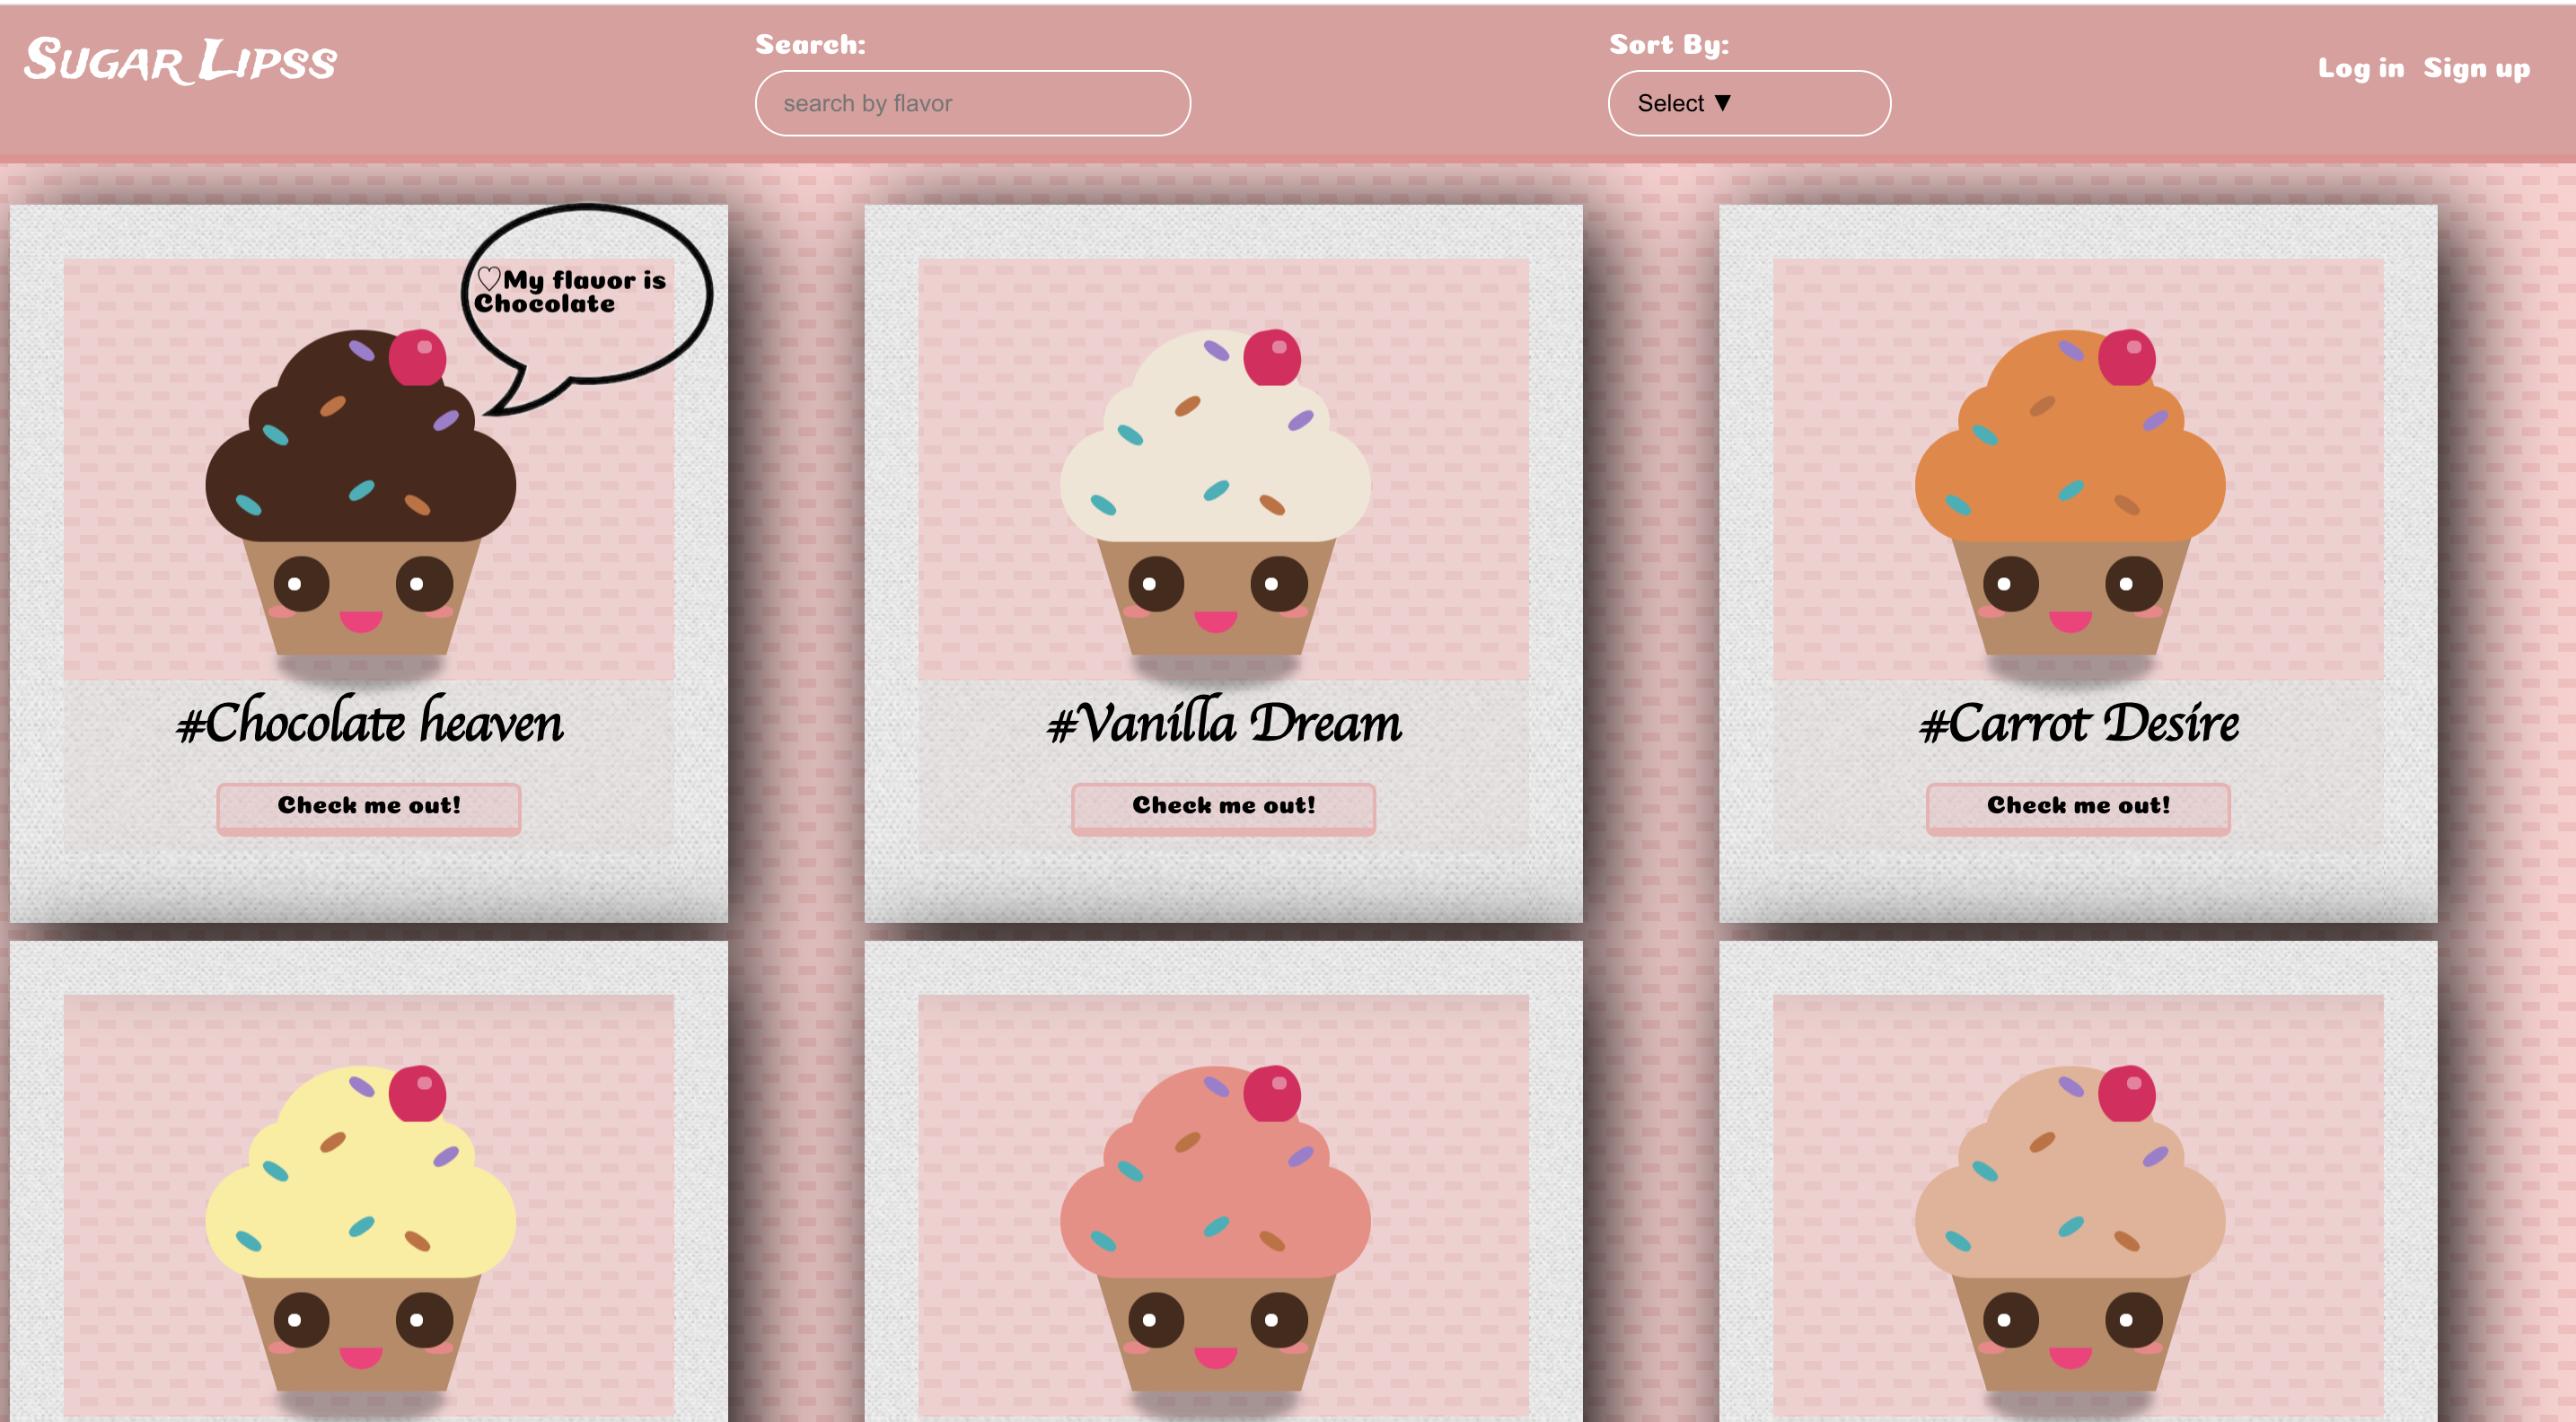 Sugar Lipss
Search:
search by flavor
Sort By:
Select ▼
Log in Sign up
♡My flavor is
Chocolate
#Chocolate heaven
Check me out!
#Vanilla Dream
Check me out!
#Carrot Desire
Check me out!